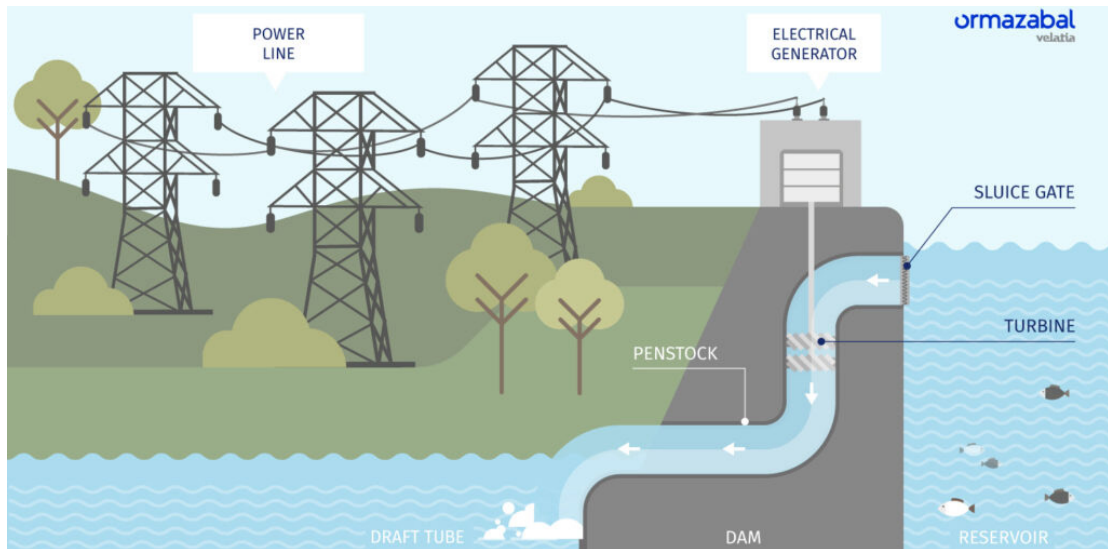 ormazabal
velatia
POWER
LINE
ELECTRICAL
GENERATOR
SLUICE GATE
TURBINE
PENSTOCK
DRAFT TUBE
DAM
RESERVOIR